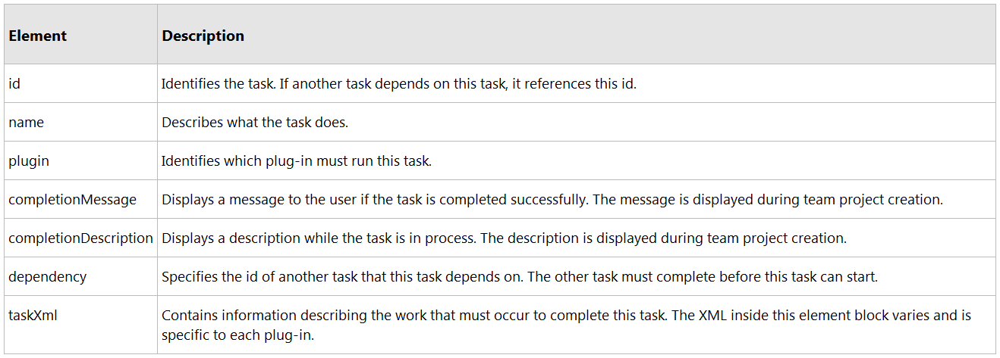 Element Description
id Identifies the task. If another task depends on this task, it references this id.
name Describes what the task does.
plugin Identifies which plug-in must run this task.
completionMessage Displays a message to the user if the task is completed successfully. The message is displayed during team project creation.
completionDescription Displays a description while the task is in process. The description is displayed during team project creation.
dependency Specifies the id of another task that this task depends on. The other task must complete before this task can start.
taskXml Contains information describing the work that must occur to complete this task. The XML inside this element block varies and is
specific to each plug-in.